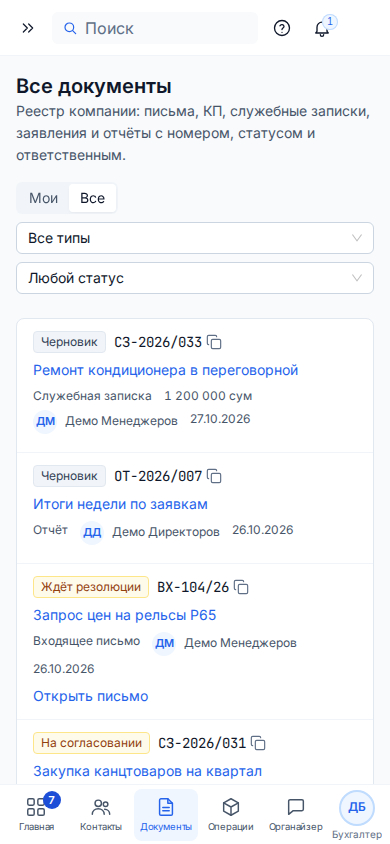 Поиск
1
Все документы
Реестр компании: письма, КП, служебные записки,
заявления и отчёты с номером, статусом и
ответственным.
Мои Все
Все типы
Любой статус
Черновик СЗ-2026/033
Ремонт кондиционера в переговорной
Служебная записка 1 200 000 сум
ДМ Демо Менеджеров 27.10.2026
Черновик ОТ-2026/007
Итоги недели по заявкам
Отчёт ДД Демо Директоров 26.10.2026
Ждёт резолюции ВХ-104/26
Запрос цен на рельсы Р65
Входящее письмо ДМ Демо Менеджеров
26.10.2026
Открыть письмо
На согласовании СЗ-2026/031
Закупка канцтоваров на квартал
7 ДБ
Главная Контакты Документы Операции Органайзер Бухгалтер